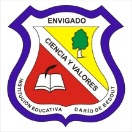 ENVIGADO
CIENCIA Y VALORES
INSTITUCIÓN EDUCATIVA
DARÍO DE BEDOUT